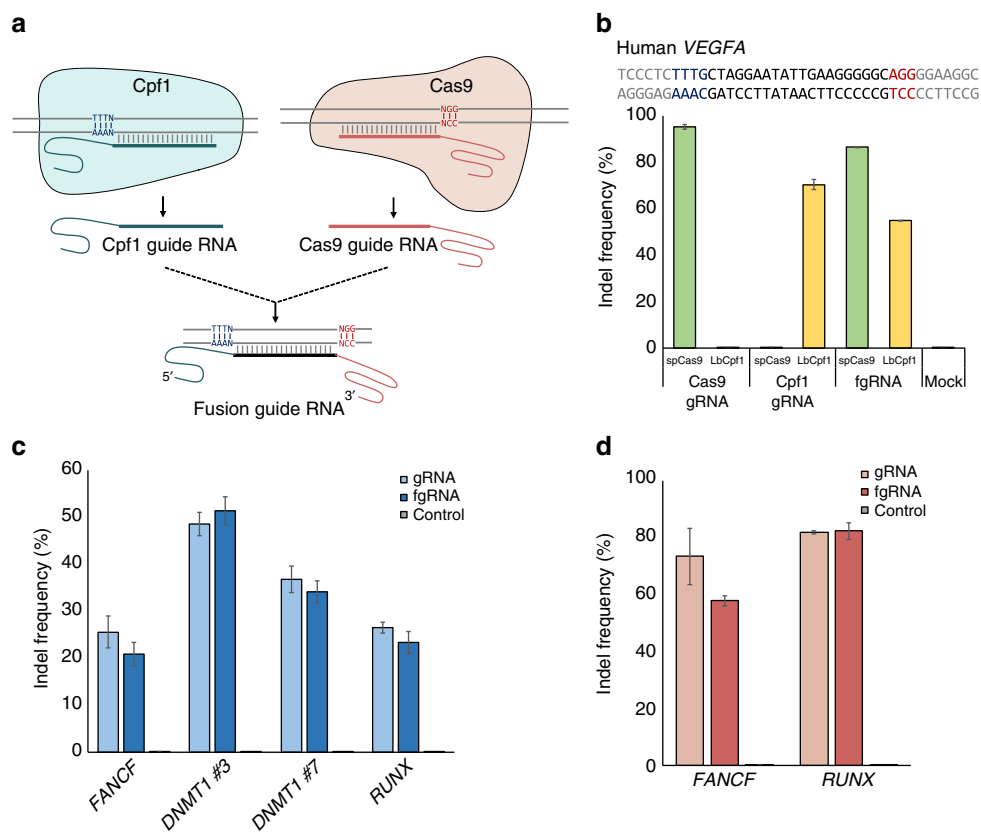 a
Cpf1
TTTN
AAAN
Cas9
NGG
NCC
Cpf1 guide RNA
Cas9 guide RNA
TTTN
AAAN
NGG
NCC
5′
3′
Fusion guide RNA
b
Human VEGFA
TCCCTCTTTGCTAGGAATATTGAAGGGGGCAGGGGAAGGC
AGGGAGAAACGATCCTTATAACTTCCCCCGTCCCCTTCCG
Indel frequency (%)
100
80
60
40
20
0
spCas9 LbCpf1 spCas9 LbCpf1 spCas9 LbCpf1
Cas9 gRNA
Cpf1 gRNA
fgRNA
Mock
c
Indel frequency (%)
60
50
40
30
20
10
0
gRNA
fgRNA
Control
FANCF
DNMT1 #3
DNMT1 #7
RUNX
d
Indel frequency (%)
100
80
60
40
20
0
gRNA
fgRNA
Control
FANCF
RUNX